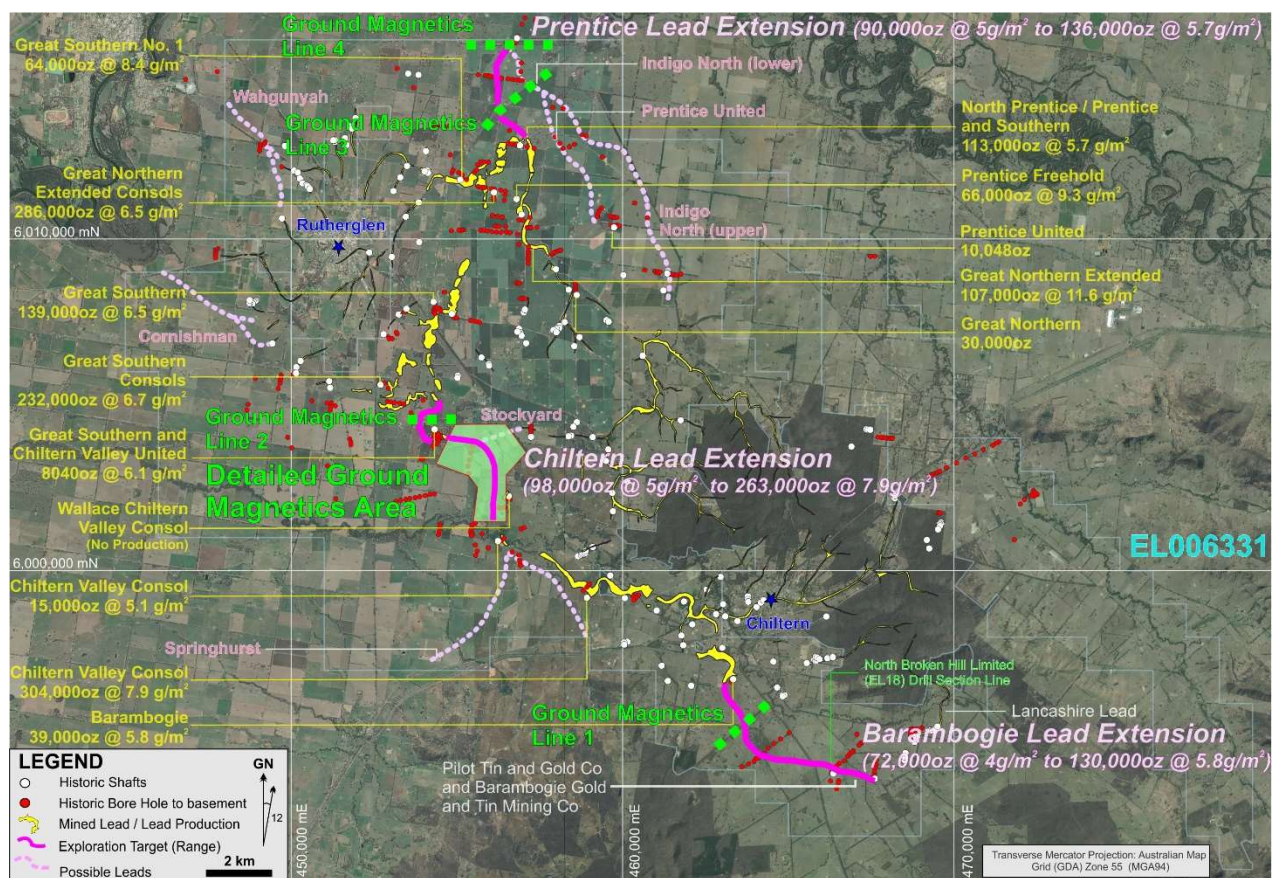 Prentice Lead Extension
(90,000oz @ 5g/m² to 136,000oz @ 5.7g/m²)
Ground Magnetics
Line 4
Great Southern No. 1
64,000oz @ 8.4 g/m²
Wahgunyah
Ground Magnetics
Line 3
Great Northern
Extended Consols
286,000oz @ 6.5 g/m²
6,010,000 mN
Rutherglen
Great Southern
139,000oz @ 6.5 g/m²
Cornishman
Great Southern
Consols
232,000oz @ 6.7 g/m²
Ground Magnetics
Line 2
Great Southern and
Chiltern Valley United
8040oz @ 6.1 g/m²
Detailed Ground
Magnetics Area
Wallace Chiltern
Valley Consol
(No Production)
6,000,000 mN
Chiltern Valley Consol
15,000oz @ 5.1 g/m²
Springhurst
Chiltern Valley Consol
304,000oz @ 7.9 g/m²
Barambogie
39,000oz @ 5.8 g/m²
Indigo North (lower)
Prentice United
Indigo
North (upper)
North Prentice / Prentice
and Southern
113,000oz @ 5.7 g/m²
Prentice Freehold
66,000oz @ 9.3 g/m²
Prentice United
10,048oz
Great Northern Extended
107,000oz @ 11.6 g/m²
Great Northern
30,000oz
Stockyard
Chiltern Lead Extension
(98,000oz @ 5g/m² to 263,000oz @ 7.9g/m²)
EL006331
Chiltern
North Broken Hill Limited
(EL18) Drill Section Line
Lancashire Lead
Ground Magnetics
Line 1
Barambogie Lead Extension
(72,000oz @ 4g/m² to 130,000oz @ 5.8g/m²)
Pilot Tin and Gold Co
and Barambogie Gold
and Tin Mining Co
LEGEND
GN
12
Historic Shafts
Historic Bore Hole to basement
Mined Lead / Lead Production
Exploration Target (Range)
Possible Leads
2 km
450,000 mE
460,000 mE
470,000 mE
Transverse Mercator Projection: Australian Map
Grid (GDA) Zone 55 (MGA94)